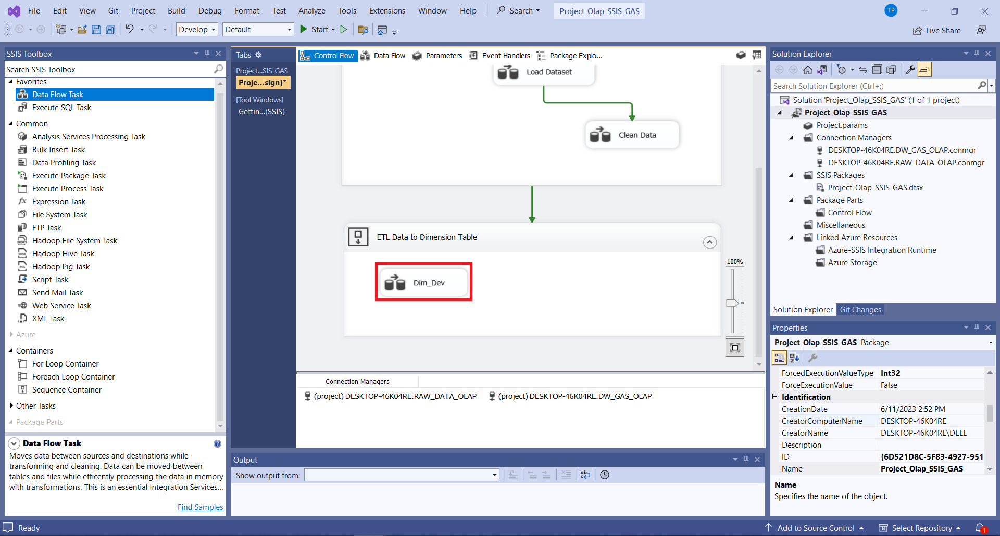 File Edit View Git Project Build Debug Format Test Analyze Tools Extensions Window Help Search Project_Olap_SSIS_GAS TP
Develop Default Start Live Share
SSIS Toolbox
Search SSIS Toolbox
Favorites
Data Flow Task
Execute SQL Task
Common
Analysis Services Processing Task
Bulk Insert Task
Data Profiling Task
Execute Package Task
Execute Process Task
Expression Task
File System Task
FTP Task
Hadoop File System Task
Hadoop Hive Task
Hadoop Pig Task
Script Task
Send Mail Task
Web Service Task
XML Task
Azure
Containers
For Loop Container
Foreach Loop Container
Sequence Container
Other Tasks
Package Parts
Data Flow Task
Moves data between sources and destinations while
transforming and cleaning. Data can be moved between
tables and files while efficently processing the data in memory
with transformations. This is an essential Integration Services...
Find Samples
Tabs
Project...SIS_GAS
Proje...sign]*
[Tool Windows]
Gettin...(SSIS)
Control Flow Data Flow Parameters Event Handlers Package Explo...
Load Dataset
Clean Data
ETL Data to Dimension Table
Dim_Dev
100%
Connection Managers
(project) DESKTOP-46K04RE.RAW_DATA_OLAP (project) DESKTOP-46K04RE.DW_GAS_OLAP
Output
Show output from:
Solution Explorer
Search Solution Explorer (Ctrl+;)
Solution 'Project_Olap_SSIS_GAS' (1 of 1 project)
Project_Olap_SSIS_GAS
Project.params
Connection Managers
DESKTOP-46K04RE.DW_GAS_OLAP.conmgr
DESKTOP-46K04RE.RAW_DATA_OLAP.conmgr
SSIS Packages
Project_Olap_SSIS_GAS.dtsx
Package Parts
Control Flow
Miscellaneous
Linked Azure Resources
Azure-SSIS Integration Runtime
Azure Storage
Solution Explorer Git Changes
Properties
Project_Olap_SSIS_GAS Package
ForcedExecutionValueType Int32
ForceExecutionValue False
Identification
CreationDate 6/11/2023 2:52 PM
CreatorComputerName DESKTOP-46K04RE
CreatorName DESKTOP-46K04RE\DELL
Description
ID {6D521D8C-5F83-4927-951
Name Project_Olap_SSIS_GAS
Name
Specifies the name of the object.
Ready Add to Source Control Select Repository 1